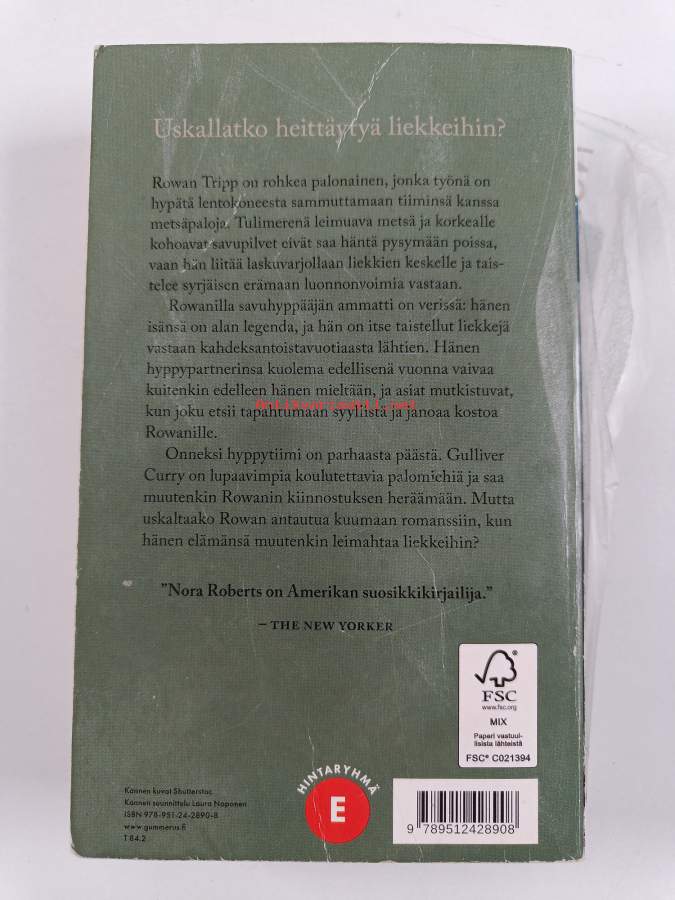 Uskallatko heittäytyä liekkeihin?
Rowan Tripp on rohkea palonainen, jonka työnä on
hypätä lentokoneesta sammuttamaan tiiminsä kanssa
metsäpaloja. Tulimerenä leimuava metsä ja korkealle
kohoavat savupilvet eivät saa häntä pysymään poissa,
vaan hän liitää laskuvarjollaan liekkien keskelle ja tais-
telee syrjäisen erämaan luonnonvoimia vastaan.
Rowanilla savuhyppääjän ammatti on verissä: hänen
isänsä on alan legenda, ja hän on itse taistellut liekkejä
vastaan kahdeksantoistavuotiaasta lähtien. Hänen
hyppypartnerinsa kuolema edellisenä vuonna vaivaa
kuitenkin edelleen hänen mieltään, ja asiat mutkistuvat,
kun joku etsii tapahtumaan syyllistä ja janoaa kostoa
Rowanille.
Onneksi hyppytiimi on parhaasta päästä. Gulliver
Curry on lupaavimpia koulutettavia palomiehiä ja saa
muutenkin Rowanin kiinnostuksen heräämään. Mutta
uskaltaako Rowan antautua kuumaan romanssiin, kun
hänen elämänsä muutenkin leimahtaa liekkeihin?
"Nora Roberts on Amerikan suosikkikirjailija."
– THE NEW YORKER
FSC
www.fsc.org
MIX
Paperi vastuul-
lisista lähteistä
FSC® C021394
Kannen kuvat Shutterstoc
Kannen suunnittelu Laura Noponen
ISBN 978-951-24-2890-8
www.gummerus.fi
T 84.2
HINTARYHMÄ
E
9 789512 428908